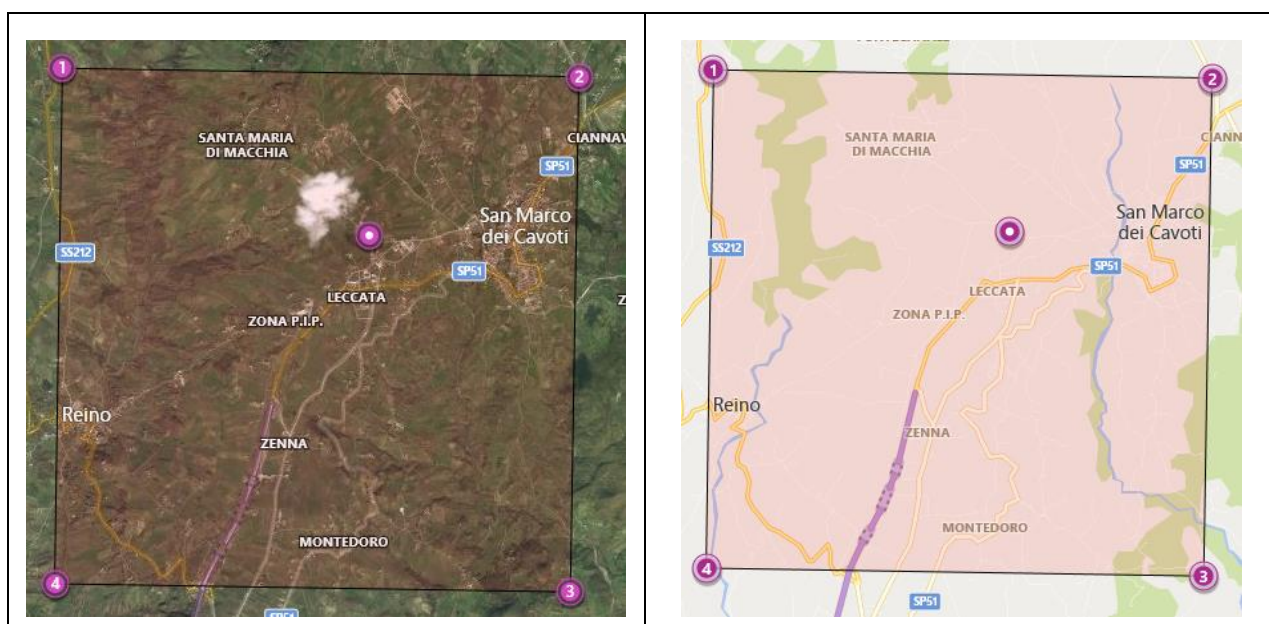 1
2
SANTA MARIA
DI MACCHIA
CIANNAV
SP51
San Marco
dei Cavoti
SS212
SP51
LECCATA
ZONA P.I.P.
Reino
ZENNA
MONTEDORO
4
3
SP51
1
2
SANTA MARIA
DI MACCHIA
CIANN
SP51
San Marco
dei Cavoti
SS212
SP51
LECCATA
ZONA P.I.P.
Reino
ZENNA
MONTEDORO
4
3
SP51